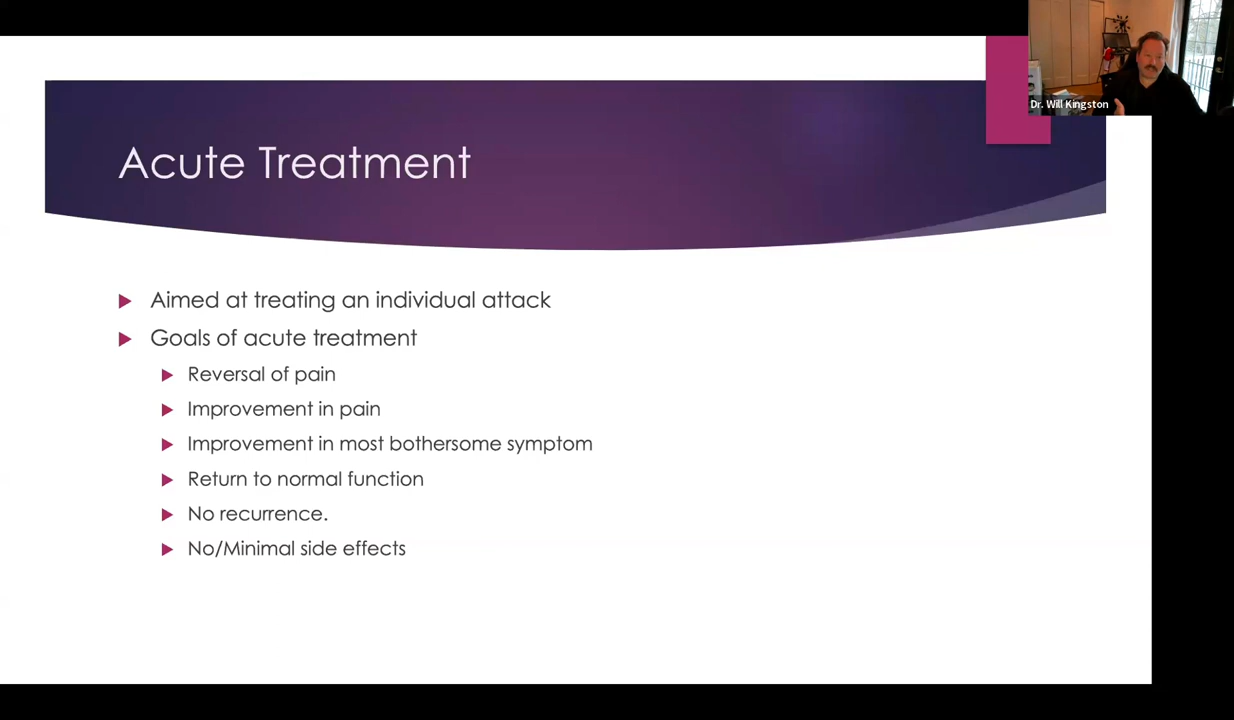 Dr. Will Kingston
Acute Treatment
Aimed at treating an individual attack
Goals of acute treatment
Reversal of pain
Improvement in pain
Improvement in most bothersome symptom
Return to normal function
No recurrence.
No/Minimal side effects